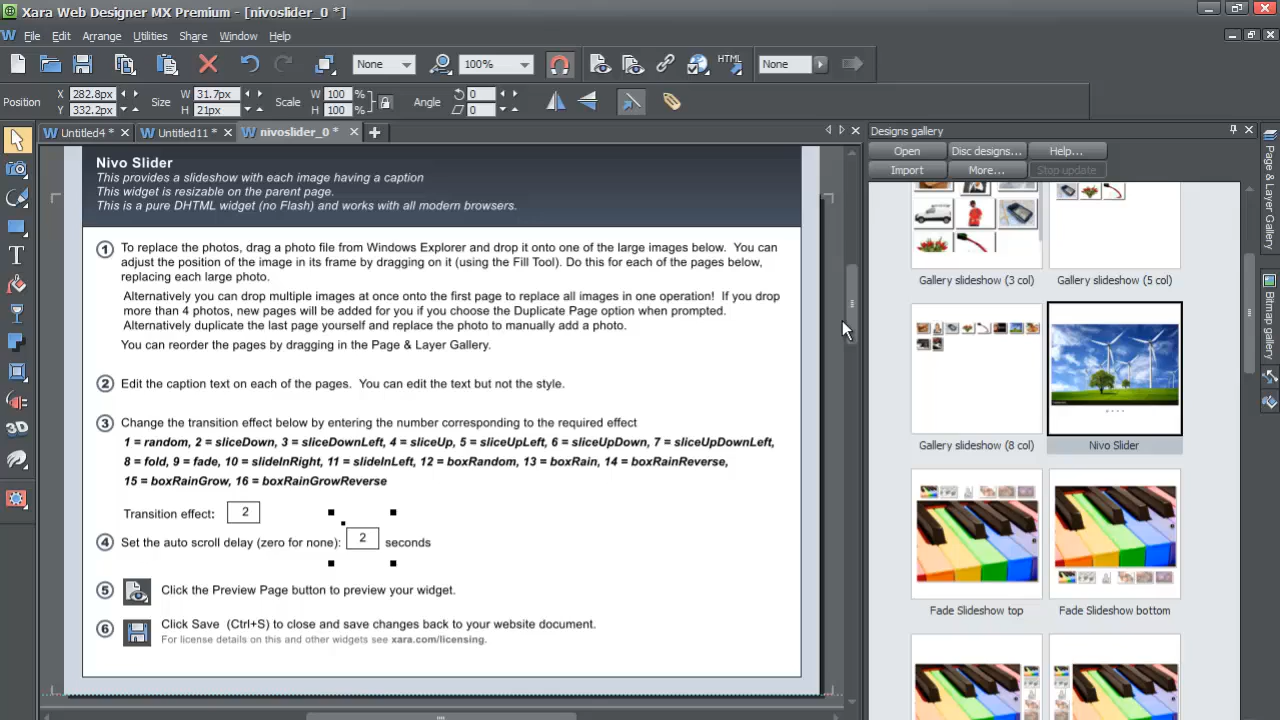 Xara Web Designer MX Premium - [nivoslider_0 *]
File Edit Arrange Utilities Share Window Help
None 100% HTML None
Position X 282.8px Y 332.2px Size W 31.7px H 21px Scale W 100 % H 100 % Angle 0 0
Untitled4 * Untitled11 * nivoslider_0 *
Designs gallery
Open Disc designs... Help...
Import More... Stop update
Page & Layer Gallery
Bitmap gallery
3D
Nivo Slider
This provides a slideshow with each image having a caption
This widget is resizable on the parent page.
This is a pure DHTML widget (no Flash) and works with all modern browsers.
1 To replace the photos, drag a photo file from Windows Explorer and drop it onto one of the large images below. You can
adjust the position of the image in its frame by dragging on it (using the Fill Tool). Do this for each of the pages below,
replacing each large photo.
Alternatively you can drop multiple images at once onto the first page to replace all images in one operation! If you drop
more than 4 photos, new pages will be added for you if you choose the Duplicate Page option when prompted.
Alternatively duplicate the last page yourself and replace the photo to manually add a photo.
You can reorder the pages by dragging in the Page & Layer Gallery.
2 Edit the caption text on each of the pages. You can edit the text but not the style.
3 Change the transition effect below by entering the number corresponding to the required effect
1 = random, 2 = sliceDown, 3 = sliceDownLeft, 4 = sliceUp, 5 = sliceUpLeft, 6 = sliceUpDown, 7 = sliceUpDownLeft,
8 = fold, 9 = fade, 10 = slideInRight, 11 = slideInLeft, 12 = boxRandom, 13 = boxRain, 14 = boxRainReverse,
15 = boxRainGrow, 16 = boxRainGrowReverse
Transition effect: 2
4 Set the auto scroll delay (zero for none): 2 seconds
5 Click the Preview Page button to preview your widget.
6 Click Save (Ctrl+S) to close and save changes back to your website document.
For license details on this and other widgets see xara.com/licensing.
Gallery slideshow (3 col) Gallery slideshow (5 col)
Gallery slideshow (8 col) Nivo Slider
Fade Slideshow top Fade Slideshow bottom